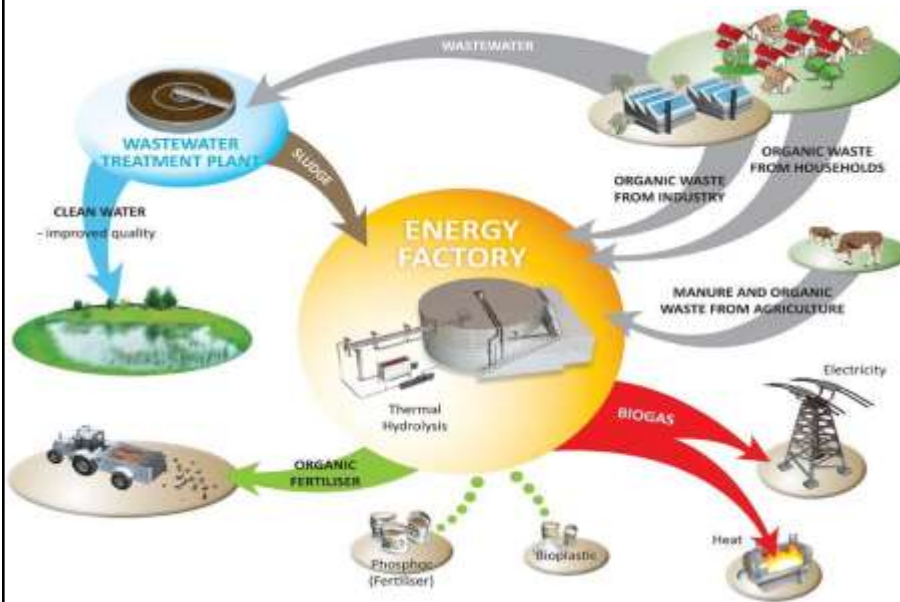 WASTEWATER
WASTEWATER
TREATMENT PLANT
SLUDGE
ORGANIC WASTE
FROM HOUSEHOLDS
ORGANIC WASTE
FROM INDUSTRY
CLEAN WATER
- improved quality
ENERGY
FACTORY
MANURE AND ORGANIC
WASTE FROM AGRICULTURE
Thermal
Hydrolysis
Electricity
BIOGAS
ORGANIC
FERTILISER
Heat
Phosphor
(Fertiliser)
Bioplastic